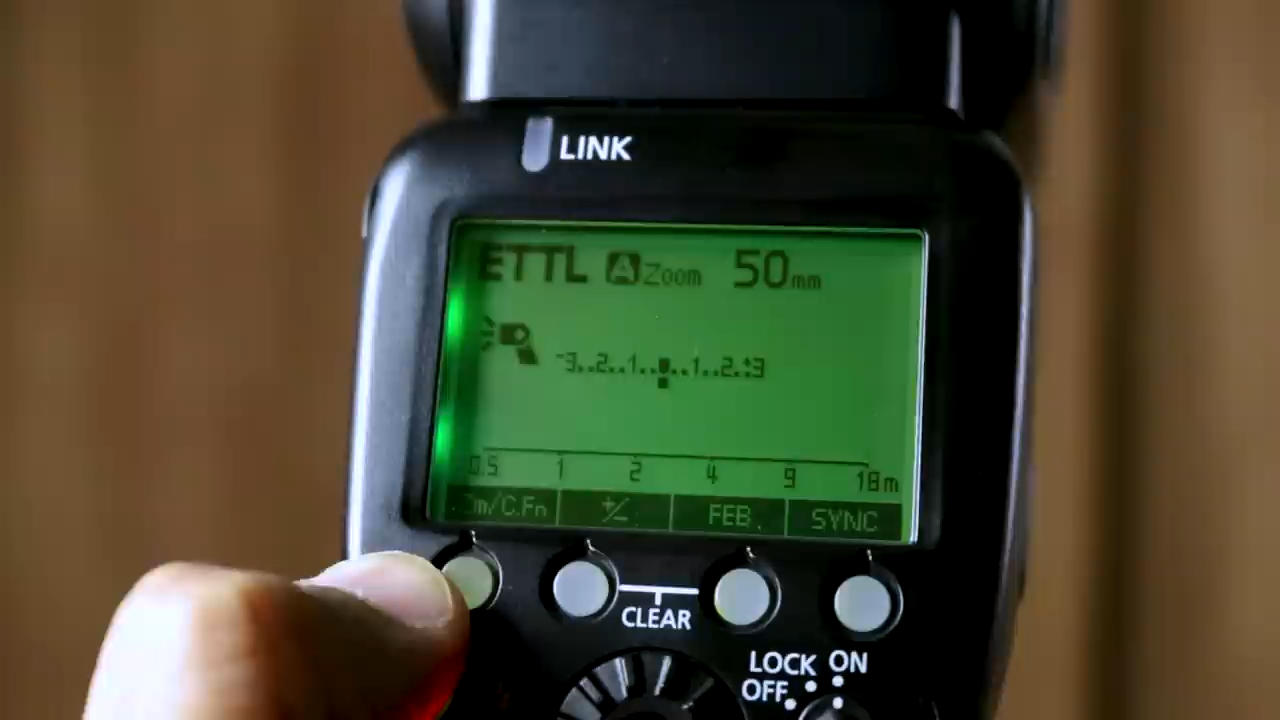 LINK
ETTL A Zoom 50mm
-3..2..1..▮..1..2..+3
0.5 1 2 4 9 18m
Zm/C.Fn +/- FEB SYNC
CLEAR
LOCK ON
OFF